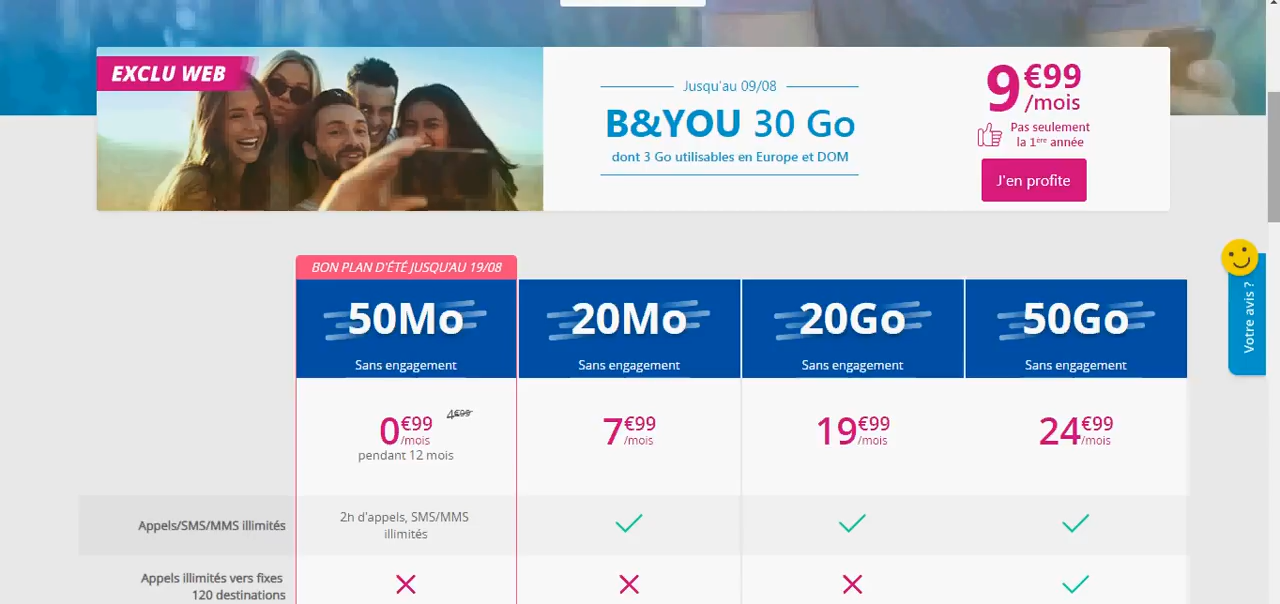 EXCLU WEB
Jusqu'au 09/08
B&YOU 30 Go
dont 3 Go utilisables en Europe et DOM
9€99
/mois
Pas seulement
la 1ère année
J'en profite
BON PLAN D'ÉTÉ JUSQU'AU 19/08
50Mo 20Mo 20Go 50Go
Sans engagement Sans engagement Sans engagement Sans engagement
0€99/mois 4€99 7€99/mois 19€99/mois 24€99/mois
pendant 12 mois
Appels/SMS/MMS illimités
2h d'appels, SMS/MMS
illimités
Appels illimités vers fixes
120 destinations
Votre avis ?